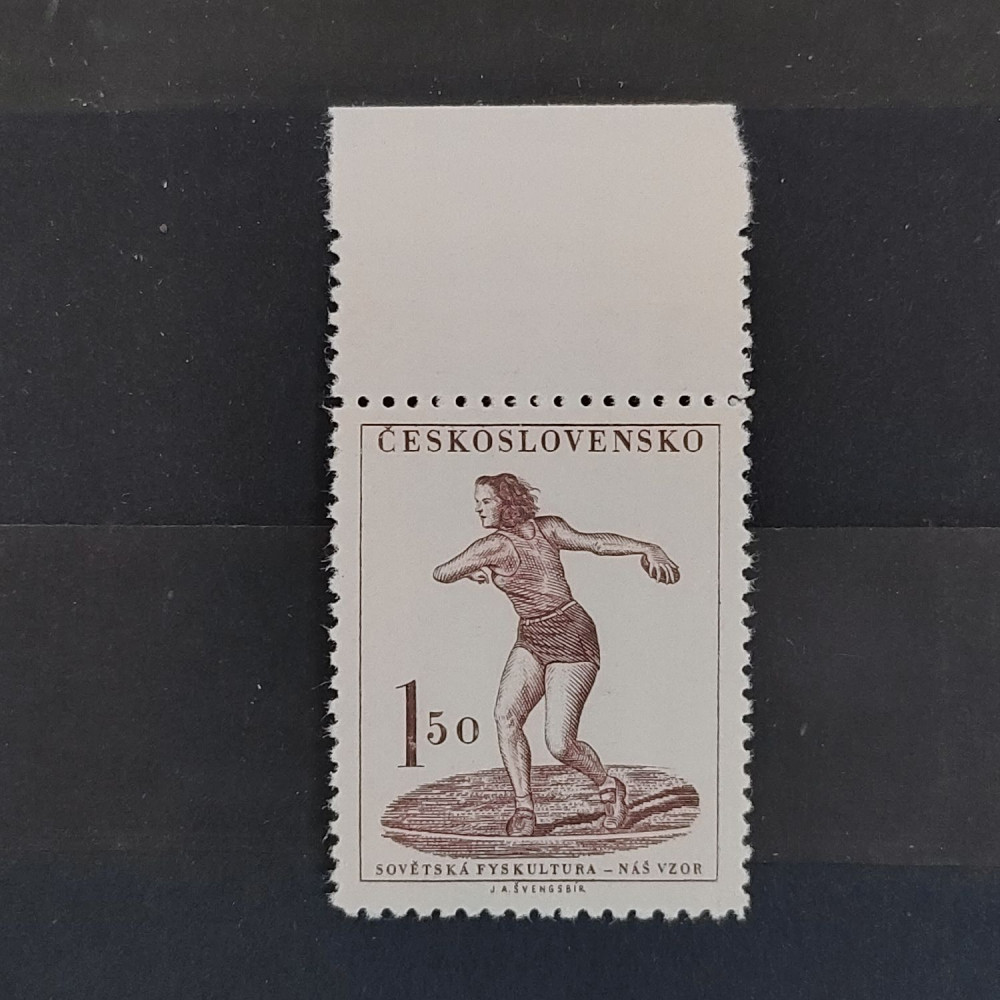 ČESKOSLOVENSKO
1 50
SOVĚTSKÁ FYSKULTURA – NÁŠ VZOR
J.A.ŠVENGSBÍR